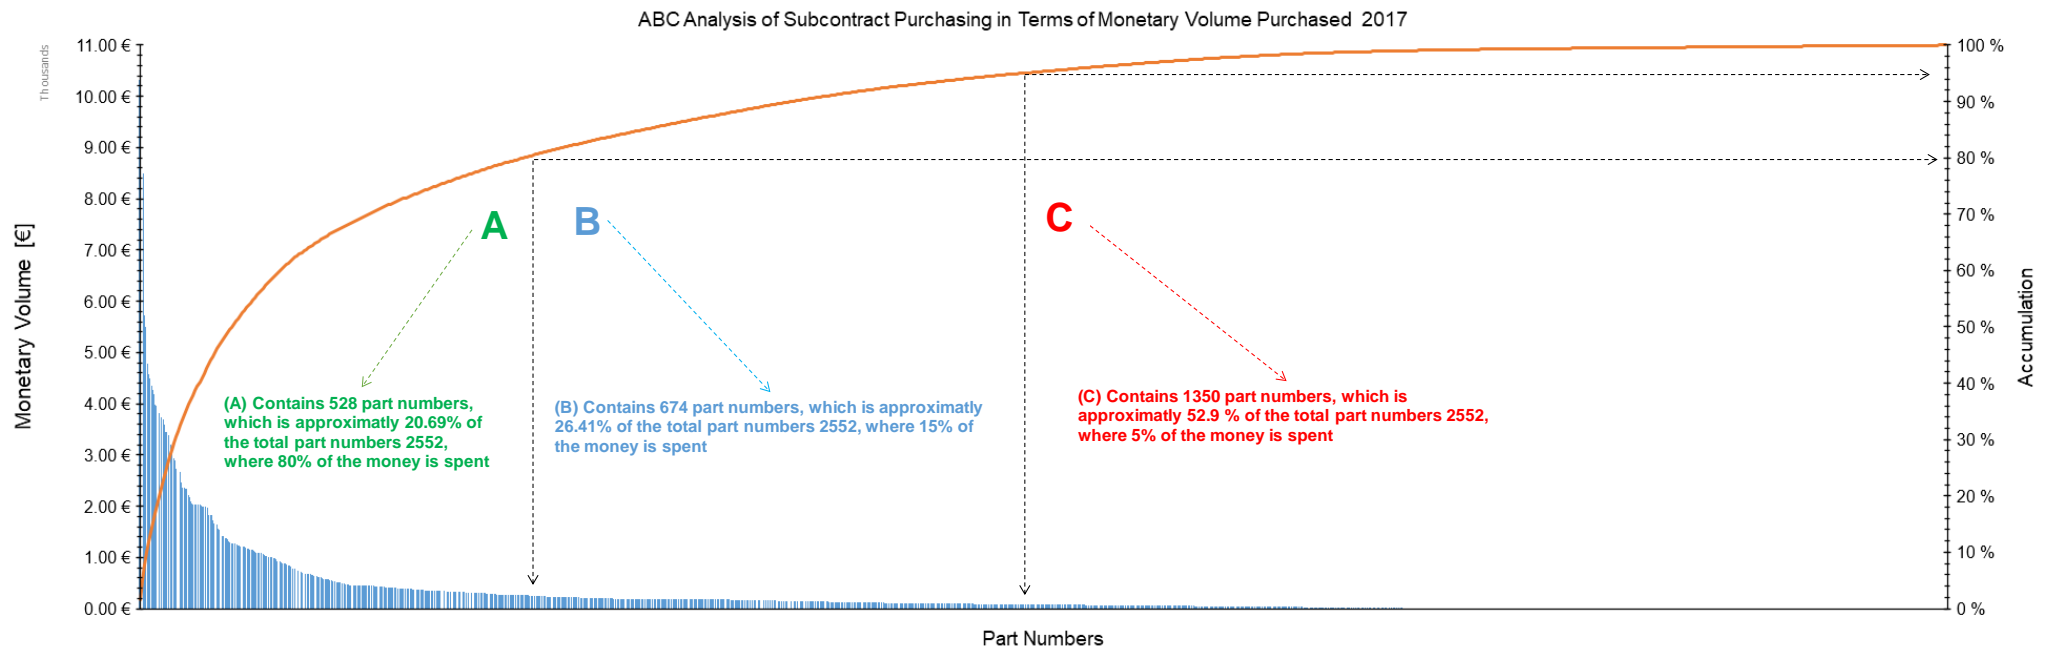 ABC Analysis of Subcontract Purchasing in Terms of Monetary Volume Purchased 2017
Thousands
11.00 €
10.00 €
9.00 €
8.00 €
7.00 €
6.00 €
5.00 €
4.00 €
3.00 €
2.00 €
1.00 €
0.00 €
Monetary Volume [€]
A
B
C
(A) Contains 528 part numbers,
which is approximatly 20.69% of
the total part numbers 2552,
where 80% of the money is spent
(B) Contains 674 part numbers, which is approximatly
26.41% of the total part numbers 2552, where 15% of
the money is spent
(C) Contains 1350 part numbers, which is
approximatly 52.9 % of the total part numbers 2552,
where 5% of the money is spent
100 %
90 %
80 %
70 %
60 %
50 %
40 %
30 %
20 %
10 %
0 %
Accumulation
Part Numbers